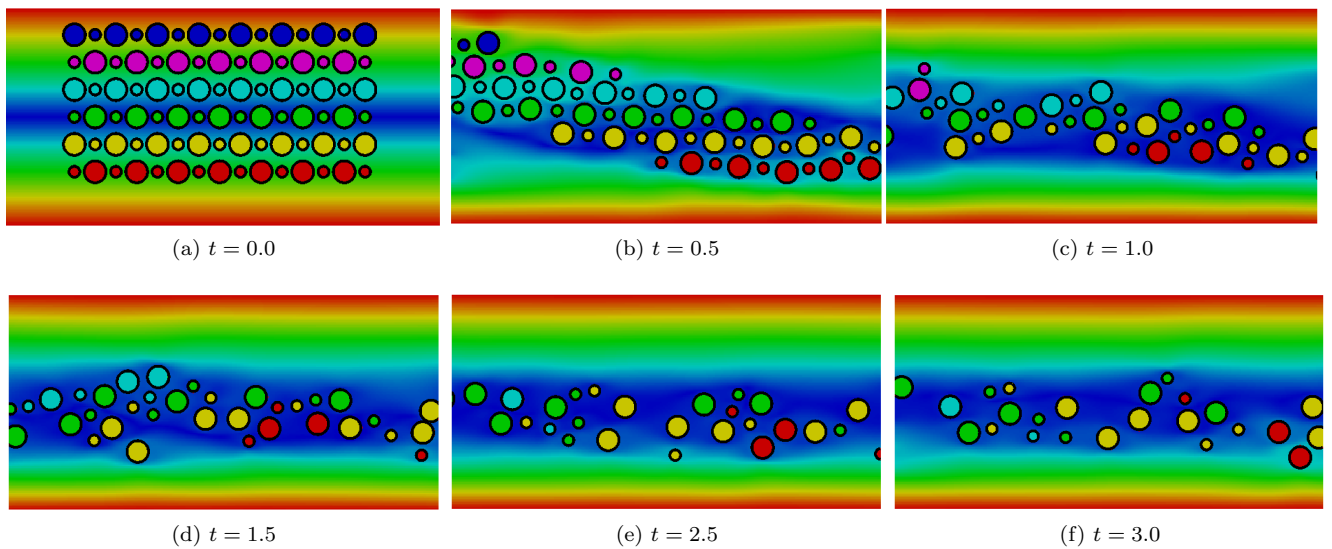 (a) t = 0.0
(b) t = 0.5
(c) t = 1.0
(d) t = 1.5
(e) t = 2.5
(f) t = 3.0